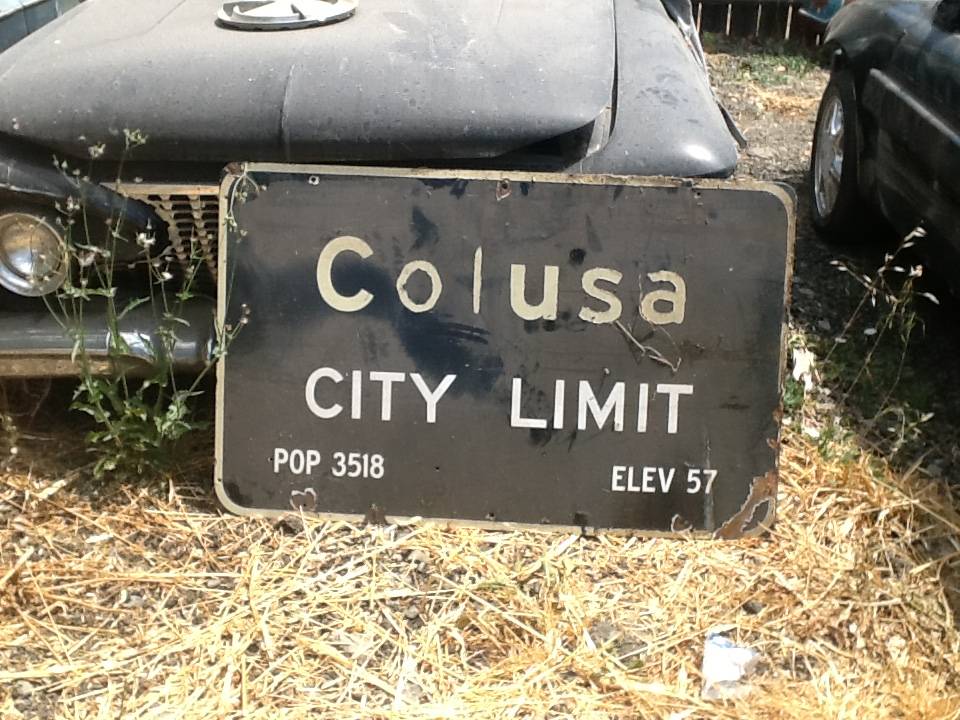 Colusa
CITY LIMIT
POP 3518 ELEV 57